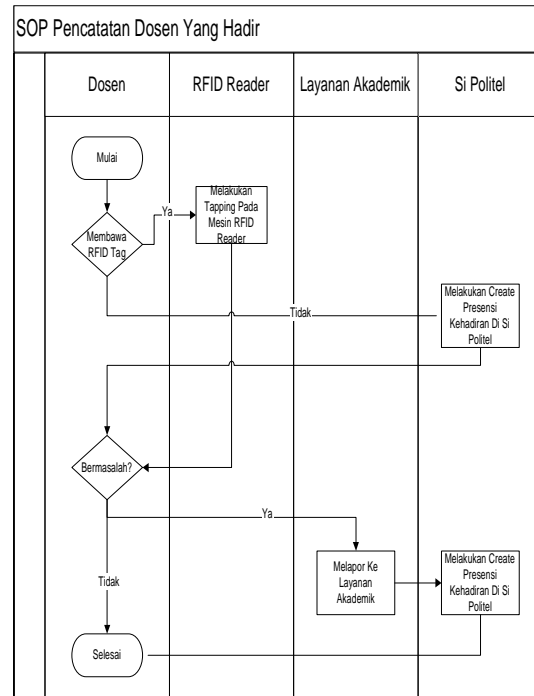 SOP Pencatatan Dosen Yang Hadir
Dosen
RFID Reader
Layanan Akademik
Si Politel
Mulai
Membawa
RFID Tag
Ya
Melakukan
Tapping Pada
Mesin RFID
Reader
Tidak
Melakukan Create
Presensi
Kehadiran Di Si
Politel
Bermasalah?
Ya
Melapor Ke
Layanan
Akademik
Melakukan Create
Presensi
Kehadiran Di Si
Politel
Tidak
Selesai